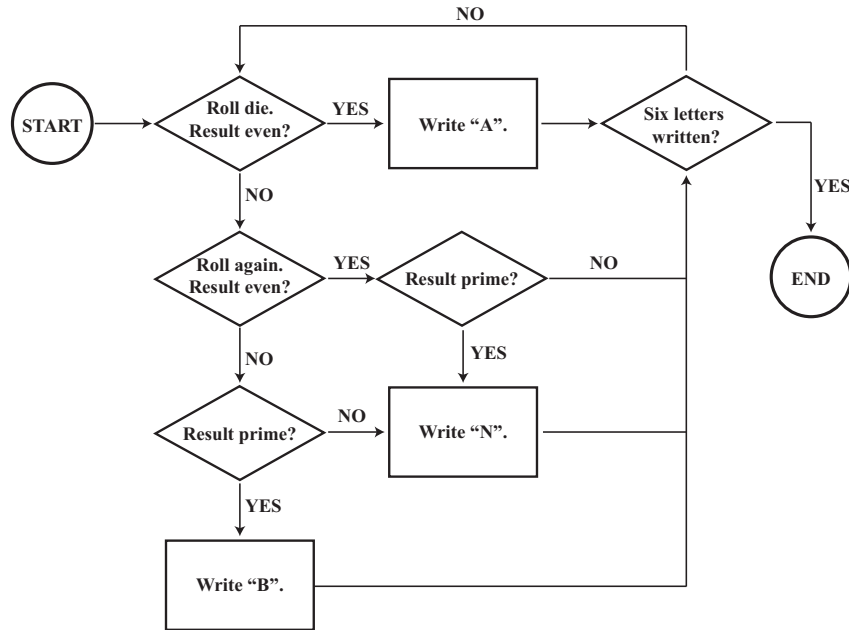 NO
START
Roll die.
Result even?
YES
Write “A”.
Six letters
written?
YES
NO
Roll again.
Result even?
YES
Result prime?
NO
END
NO
YES
Result prime?
NO
Write “N”.
YES
Write “B”.